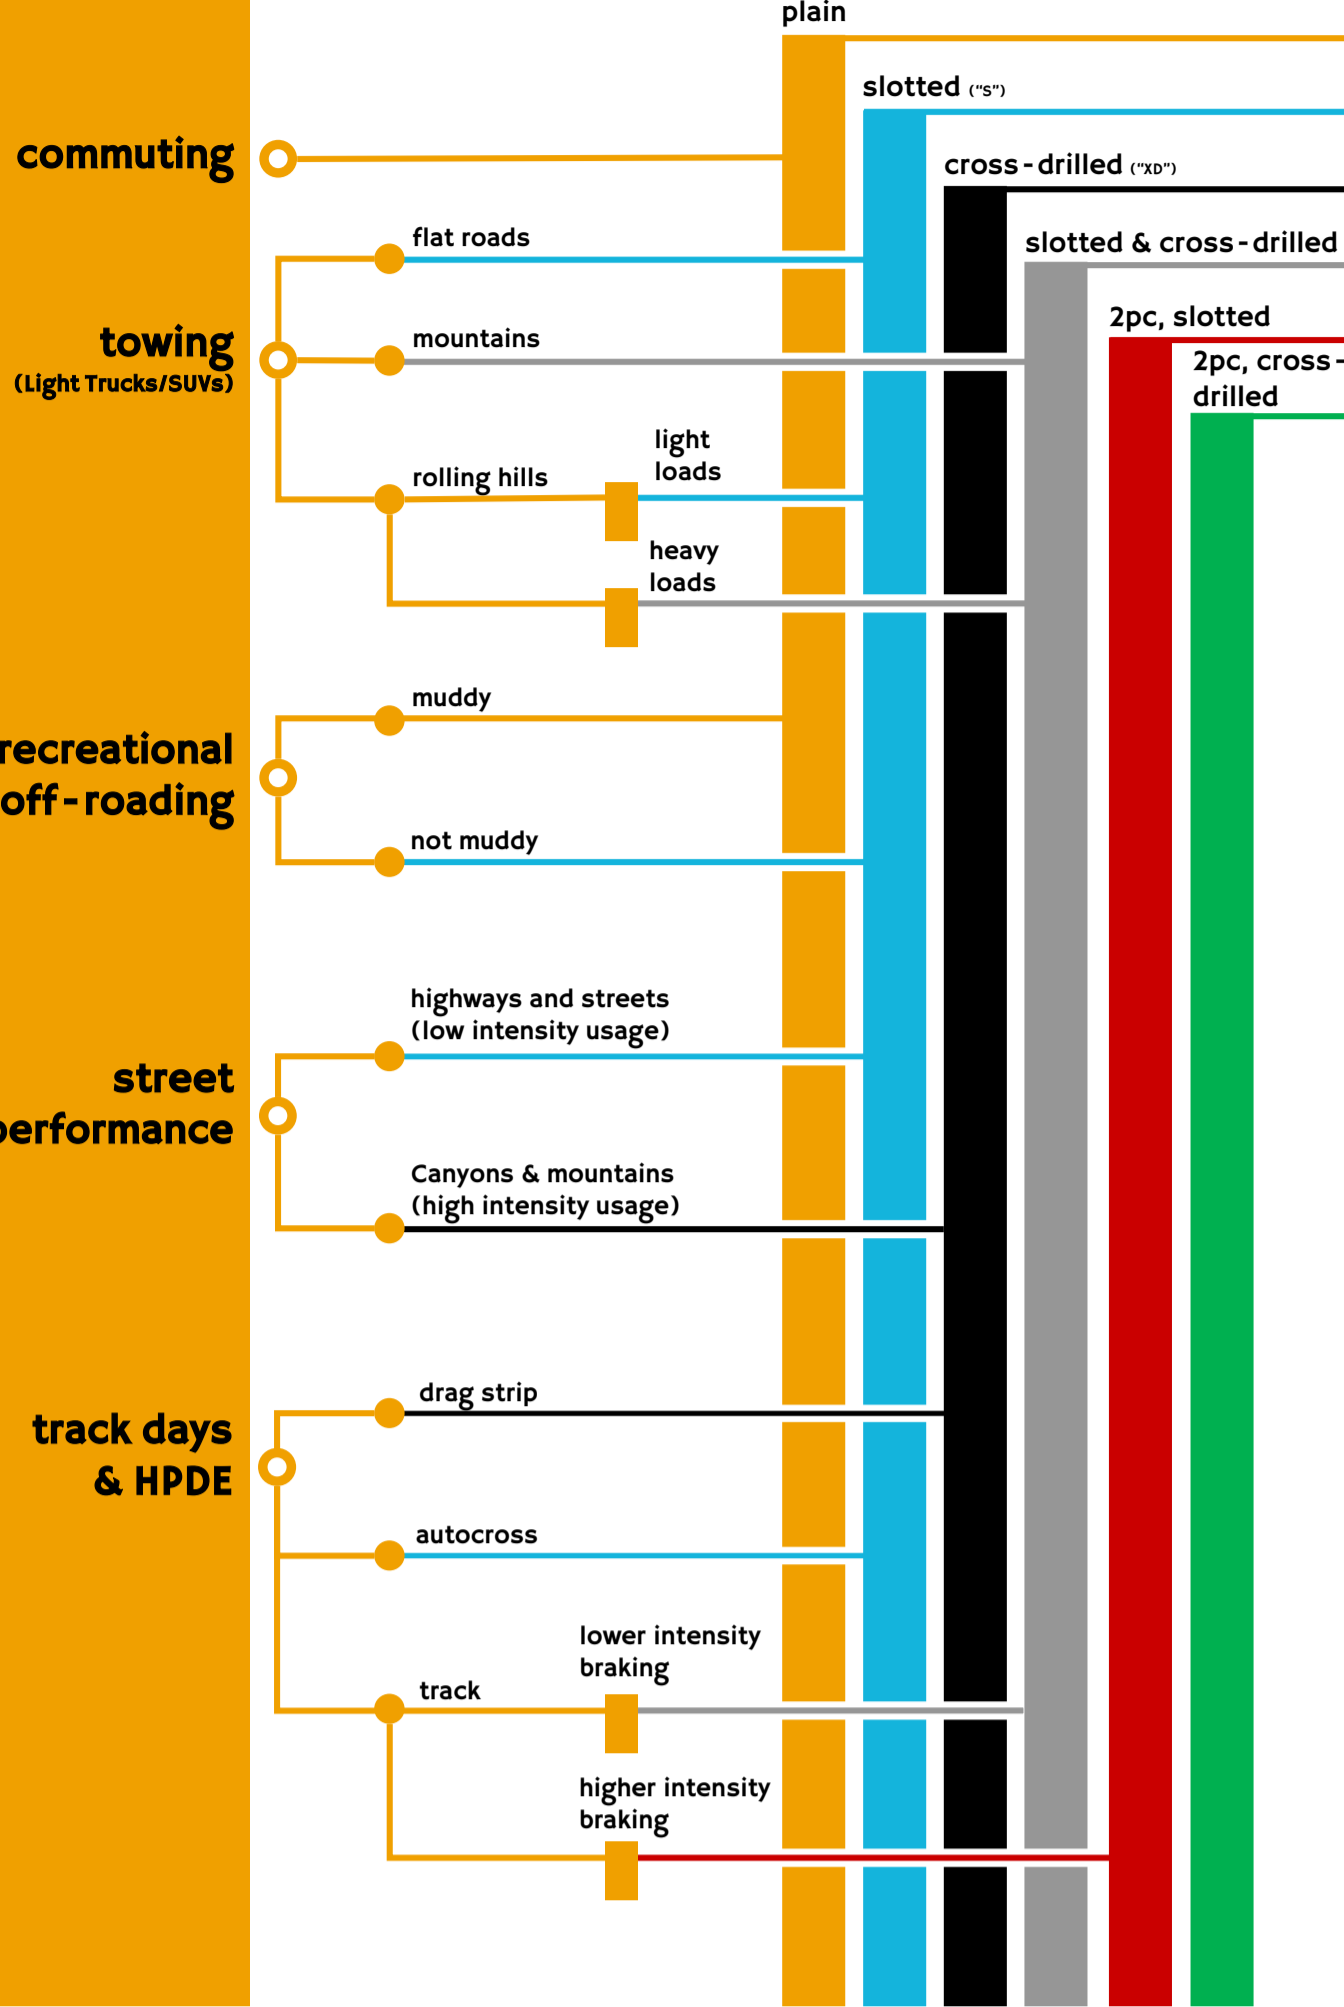 plain
slotted ("S")
cross-drilled ("XD")
slotted & cross-drilled
2pc, slotted
2pc, cross-
drilled
commuting
towing
(Light Trucks/SUVs)
flat roads
mountains
rolling hills
light
loads
heavy
loads
recreational
off-roading
muddy
not muddy
street
performance
highways and streets
(low intensity usage)
Canyons & mountains
(high intensity usage)
track days
& HPDE
drag strip
autocross
track
lower intensity
braking
higher intensity
braking